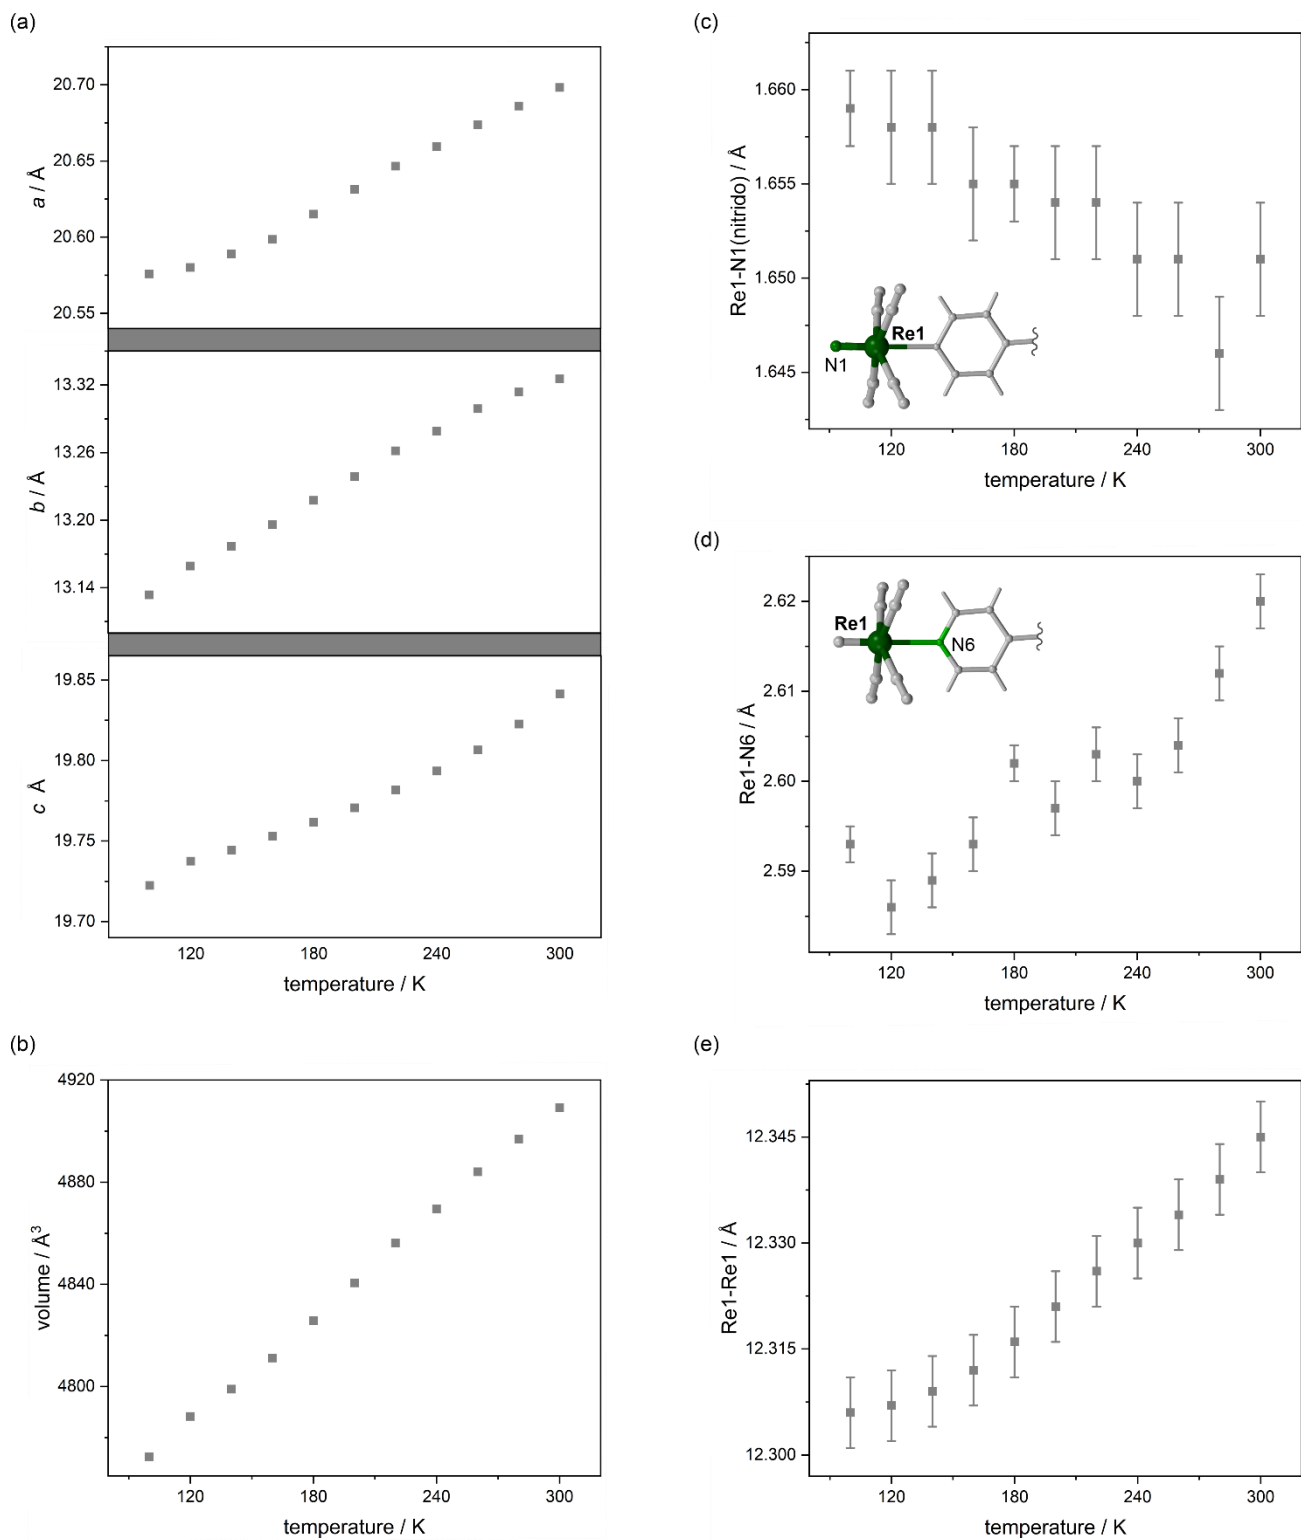 (a)
20.70
20.65
20.60
20.55
a / Å
13.32
13.26
13.20
13.14
b / Å
19.85
19.80
19.75
19.70
c Å
120 180 240 300
temperature / K
(b)
4920
4880
4840
4800
volume / Å³
120 180 240 300
temperature / K
(c)
1.660
1.655
1.650
1.645
Re1-N1(nitrido) / Å
Re1
N1
120 180 240 300
temperature / K
(d)
2.62
2.61
2.60
2.59
Re1-N6 / Å
Re1
N6
120 180 240 300
temperature / K
(e)
12.345
12.330
12.315
12.300
Re1-Re1 / Å
120 180 240 300
temperature / K